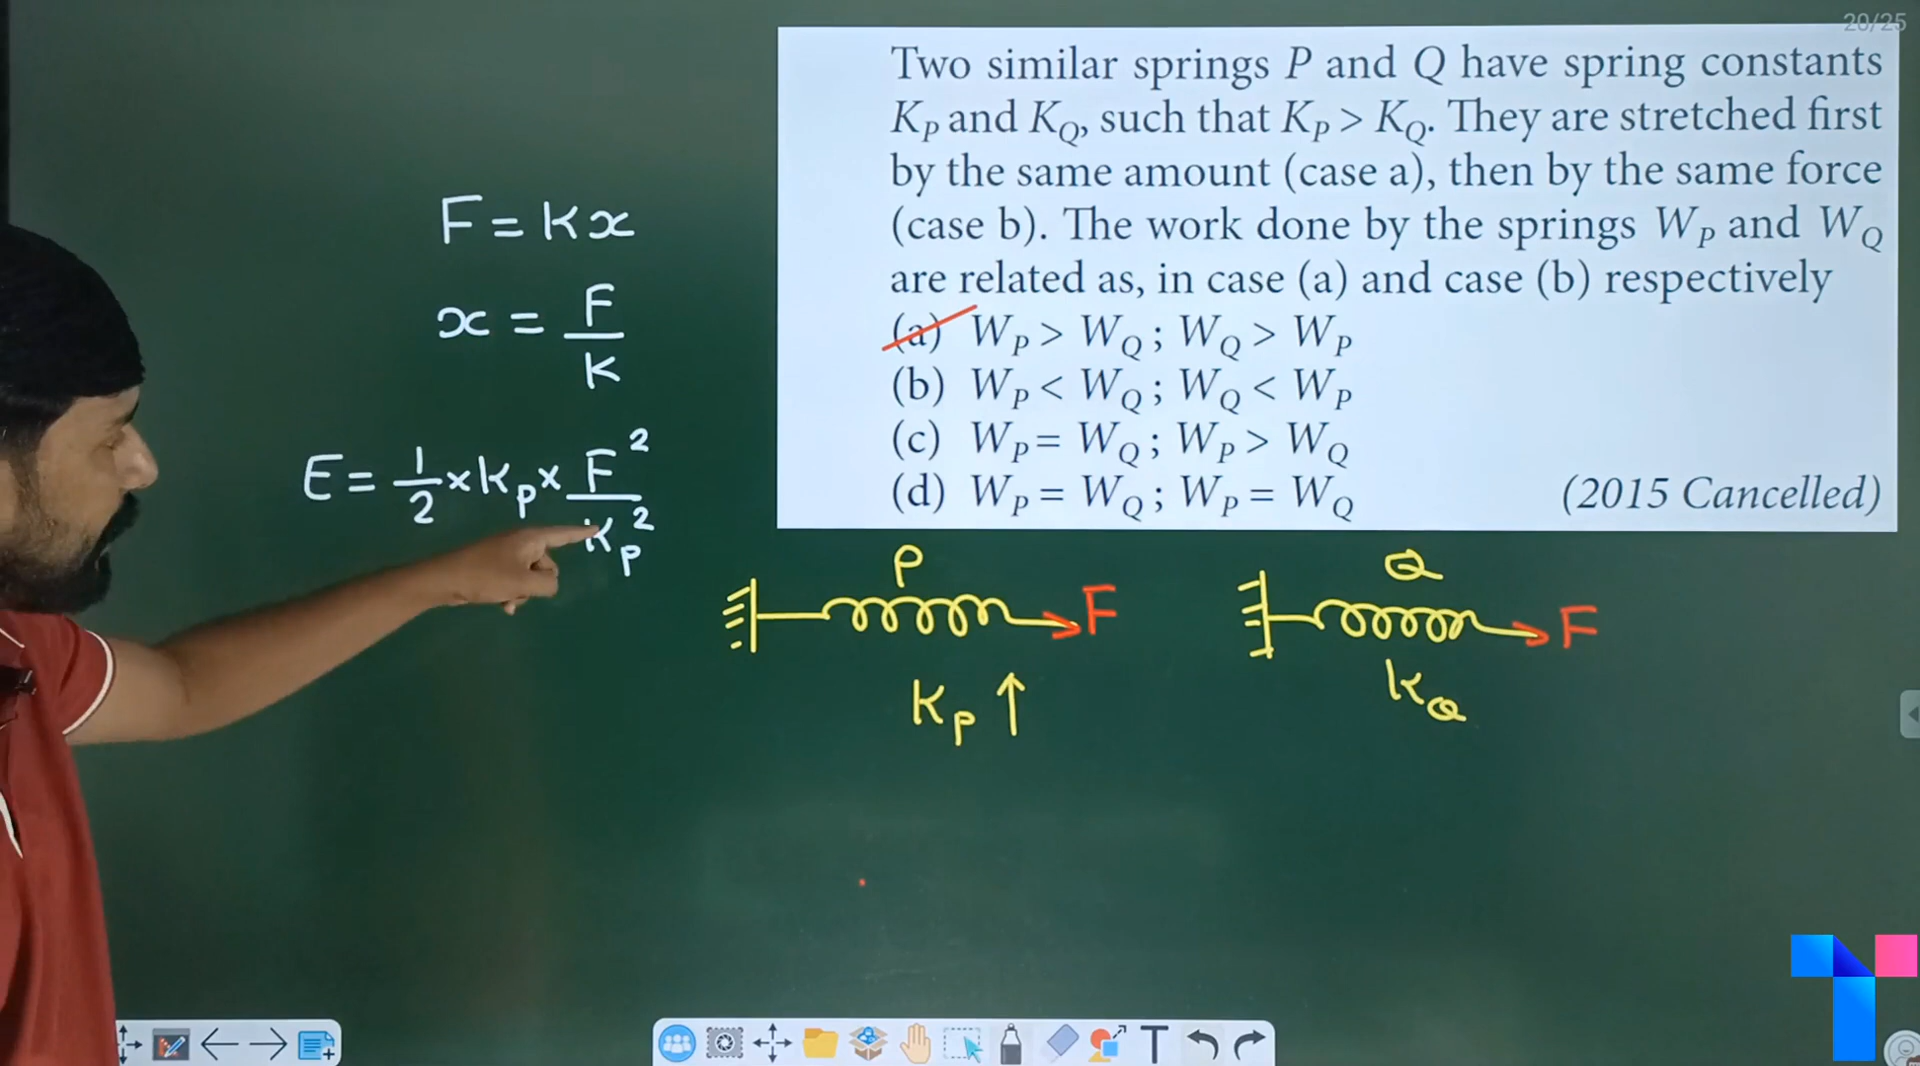 20/25
Two similar springs P and Q have spring constants
K_P and K_Q, such that K_P > K_Q. They are stretched first
by the same amount (case a), then by the same force
(case b). The work done by the springs W_P and W_Q
are related as, in case (a) and case (b) respectively
(a) W_P > W_Q ; W_Q > W_P
(b) W_P < W_Q ; W_Q < W_P
(c) W_P = W_Q ; W_P > W_Q
(d) W_P = W_Q ; W_P = W_Q (2015 Cancelled)
F = Kx
x = F/K
E = 1/2 × K_P × F²/K_P²
P
F
K_P ↑
Q
F
K_Q
T